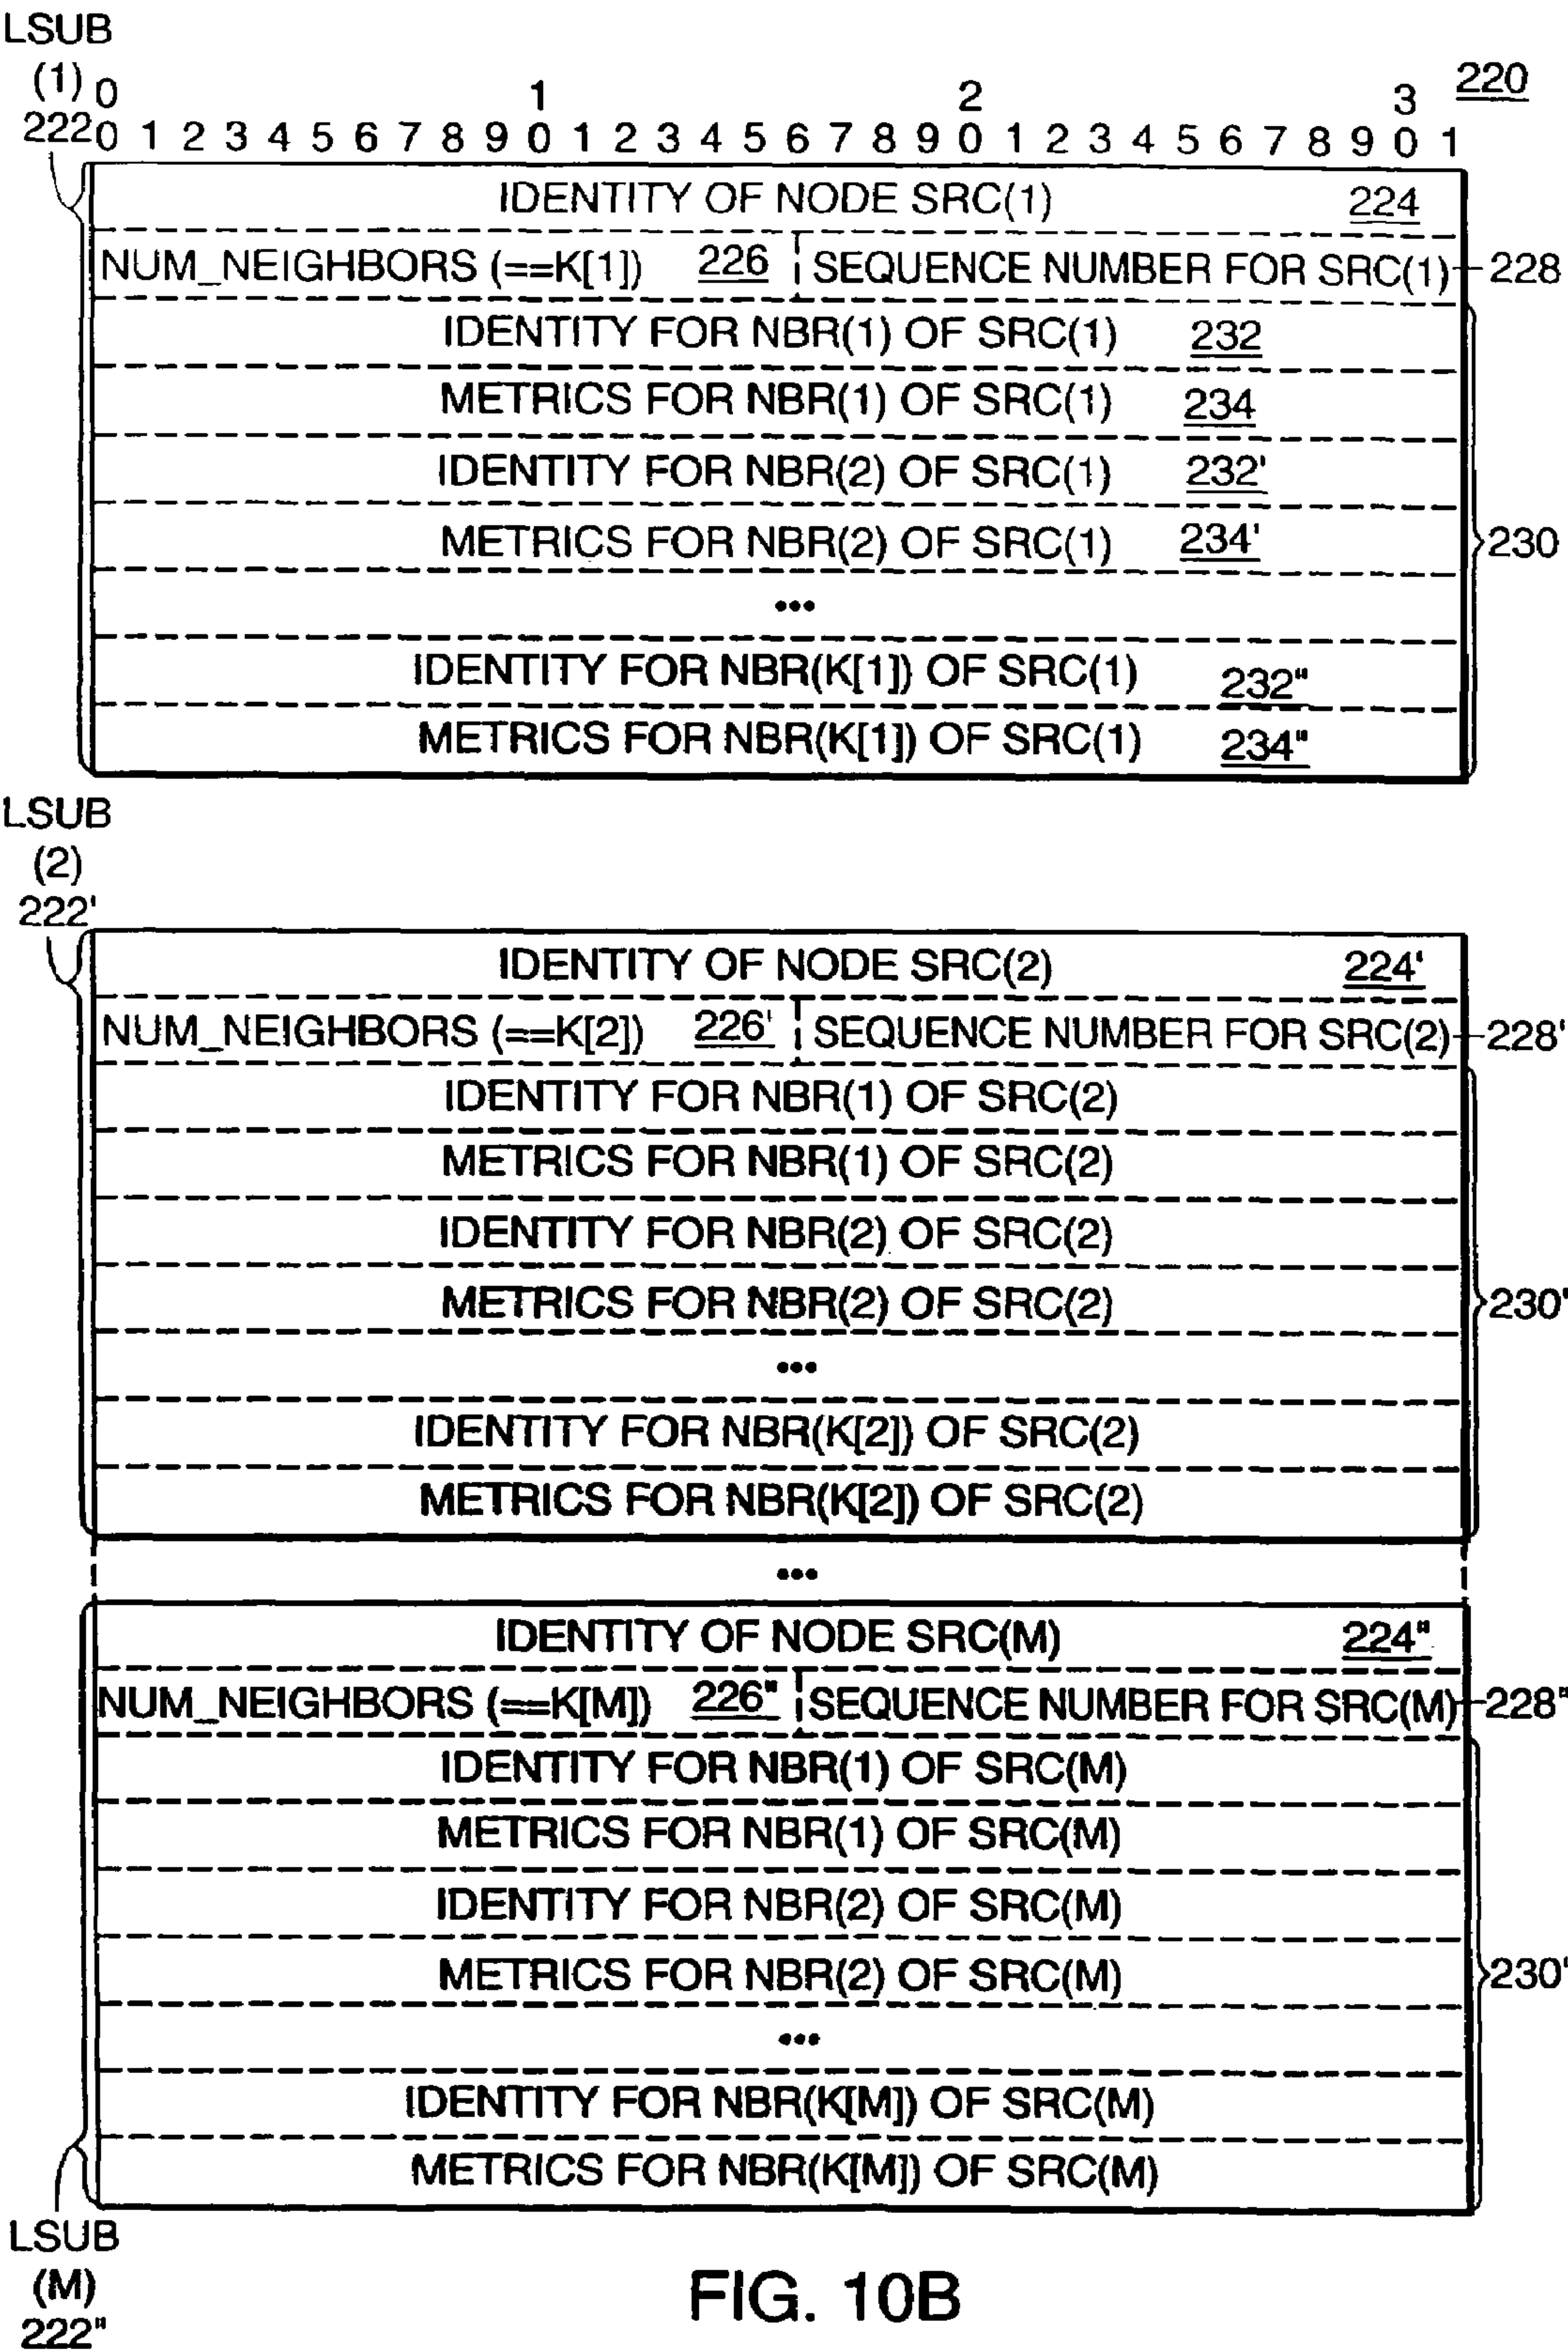 LSUB
(1)
222
0 1 2 3 220
0 1 2 3 4 5 6 7 8 9 0 1 2 3 4 5 6 7 8 9 0 1 2 3 4 5 6 7 8 9 0 1
IDENTITY OF NODE SRC(1) 224
NUM_NEIGHBORS (==K[1]) 226 SEQUENCE NUMBER FOR SRC(1) 228
IDENTITY FOR NBR(1) OF SRC(1) 232
METRICS FOR NBR(1) OF SRC(1) 234
IDENTITY FOR NBR(2) OF SRC(1) 232'
METRICS FOR NBR(2) OF SRC(1) 234'
230
•••
IDENTITY FOR NBR(K[1]) OF SRC(1) 232"
METRICS FOR NBR(K[1]) OF SRC(1) 234"
LSUB
(2)
222'
IDENTITY OF NODE SRC(2) 224'
NUM_NEIGHBORS (==K[2]) 226' SEQUENCE NUMBER FOR SRC(2) 228'
IDENTITY FOR NBR(1) OF SRC(2)
METRICS FOR NBR(1) OF SRC(2)
IDENTITY FOR NBR(2) OF SRC(2)
METRICS FOR NBR(2) OF SRC(2)
230'
•••
IDENTITY FOR NBR(K[2]) OF SRC(2)
METRICS FOR NBR(K[2]) OF SRC(2)
•••
IDENTITY OF NODE SRC(M) 224"
NUM_NEIGHBORS (==K[M]) 226" SEQUENCE NUMBER FOR SRC(M) 228"
IDENTITY FOR NBR(1) OF SRC(M)
METRICS FOR NBR(1) OF SRC(M)
IDENTITY FOR NBR(2) OF SRC(M)
METRICS FOR NBR(2) OF SRC(M)
230'
•••
IDENTITY FOR NBR(K[M]) OF SRC(M)
METRICS FOR NBR(K[M]) OF SRC(M)
LSUB
(M)
222"
FIG. 10B